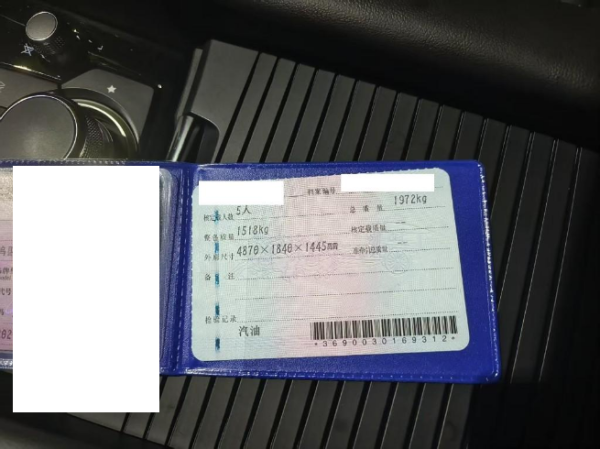 档案编号
核定载人数 5人 总质量 1972kg
整备质量 1518kg 核定载质量
外廓尺寸 4870×1840×1445mm 准牵引总质量
备注
检验记录
汽油
*3690030169312*